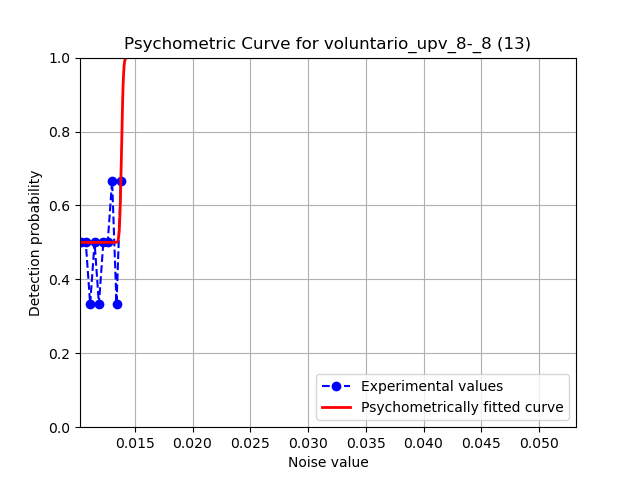 Psychometric Curve for voluntario_upv_8-_8 (13)
1.0
0.8
0.6
0.4
0.2
0.0
Detection probability
Experimental values
Psychometrically fitted curve
0.015 0.020 0.025 0.030 0.035 0.040 0.045 0.050
Noise value